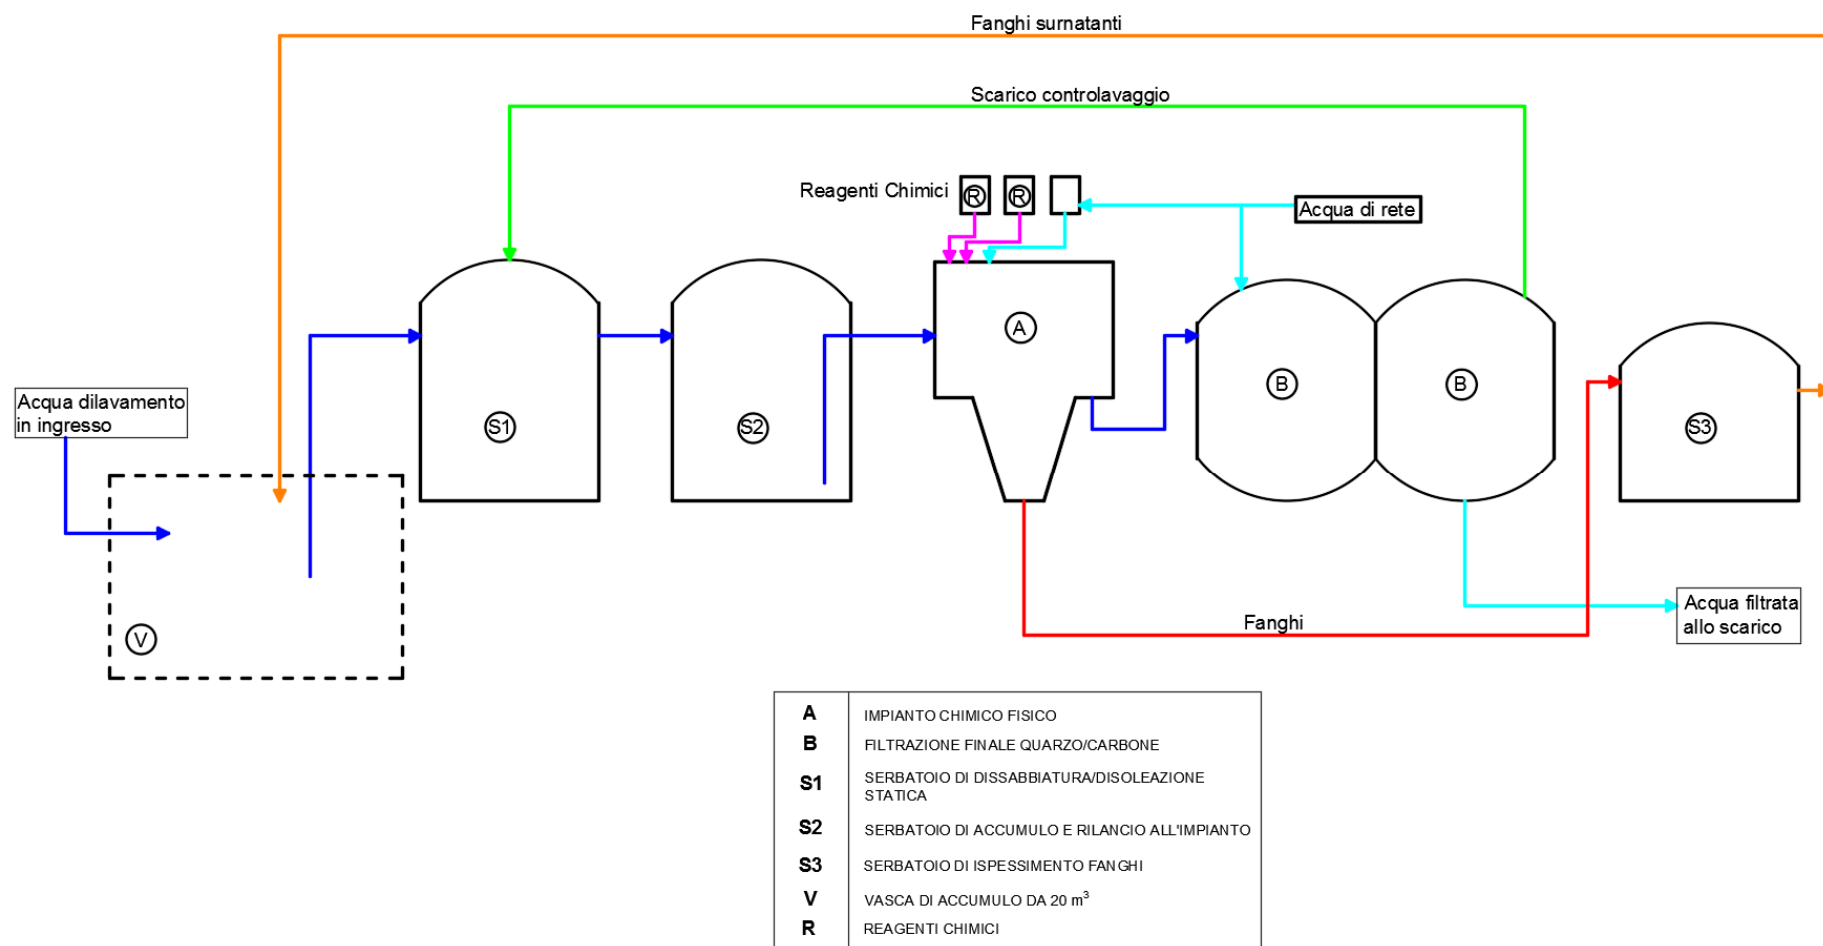 Fanghi surnatanti
Scarico controlavaggio
Reagenti Chimici
R
R
Acqua di rete
A
B
B
Acqua dilavamento
in ingresso
S1
S2
S3
V
Acqua filtrata
allo scarico
Fanghi
A IMPIANTO CHIMICO FISICO
B FILTRAZIONE FINALE QUARZO/CARBONE
S1 SERBATOIO DI DISSABBIATURA/DISOLEAZIONE
STATICA
S2 SERBATOIO DI ACCUMULO E RILANCIO ALL'IMPIANTO
S3 SERBATOIO DI ISPESSIMENTO FANGHI
V VASCA DI ACCUMULO DA 20 m³
R REAGENTI CHIMICI